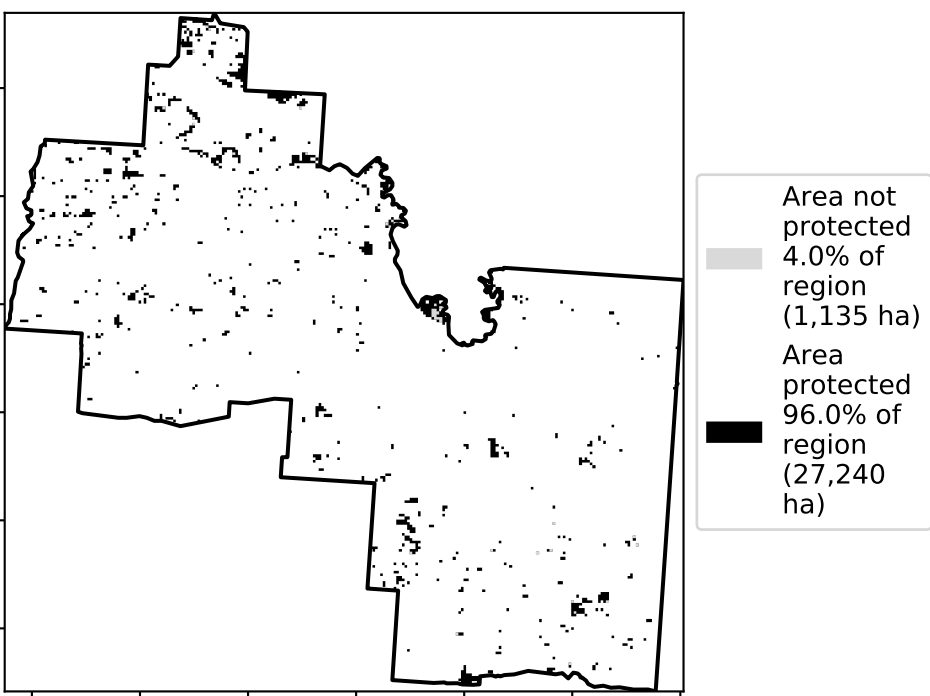 Area not
protected
4.0% of
region
(1,135 ha)
Area
protected
96.0% of
region
(27,240
ha)